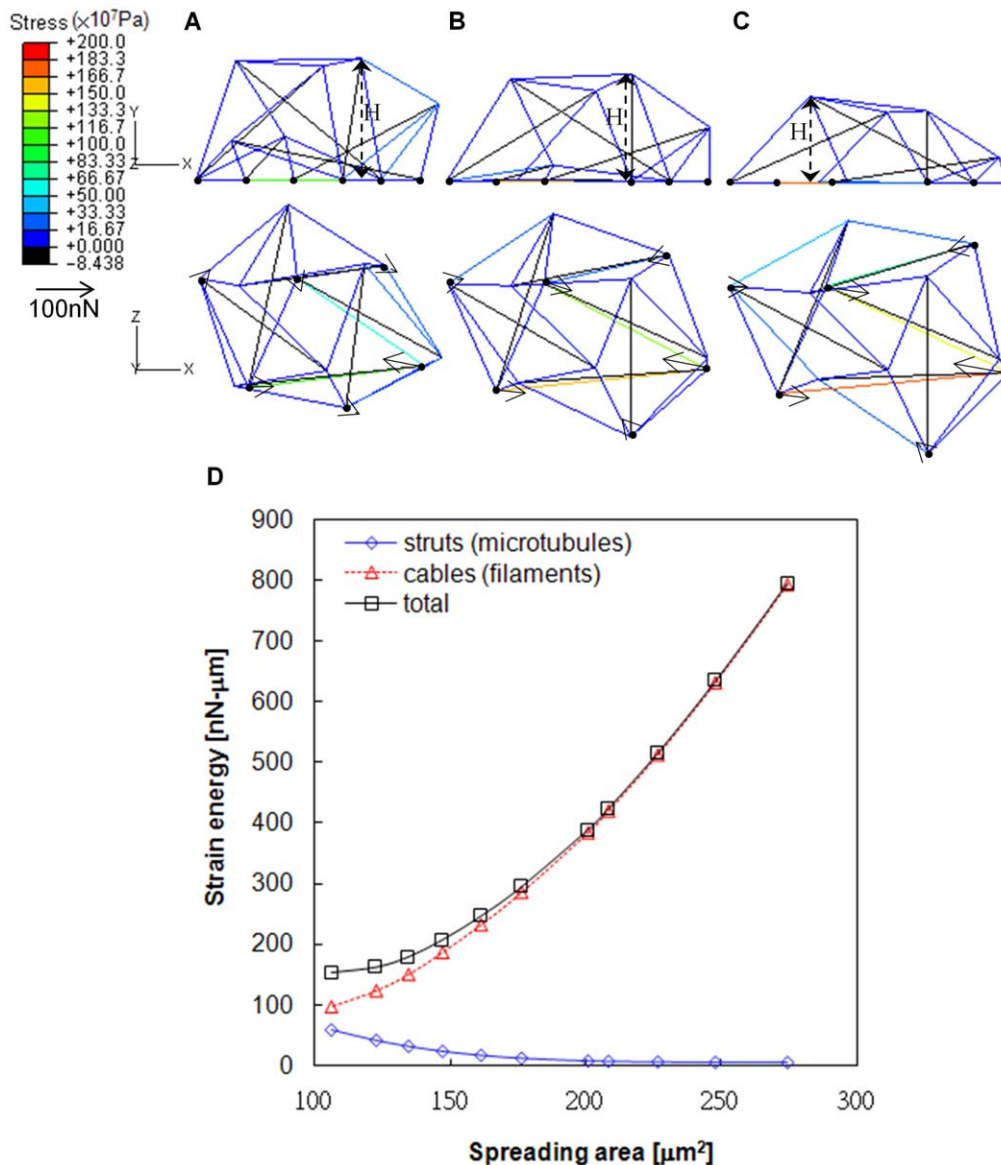 Stress (×10⁷Pa)
+200.0
+183.3
+166.7
+150.0
+133.3
+116.7
+100.0
+83.33
+66.67
+50.00
+33.33
+16.67
+0.000
−8.438
Y
Z X
100nN
Z
Y X
A
H
B
H
C
H
D
900
800
700
600
500
400
300
200
100
0
Strain energy [nN-μm]
struts (microtubules)
cables (filaments)
total
100 150 200 250 300
Spreading area [μm²]